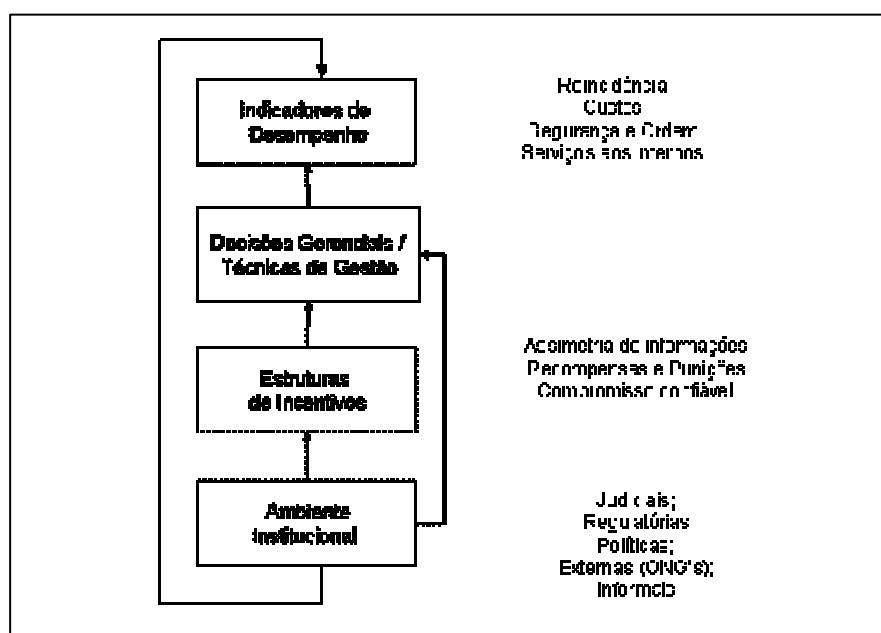 Indicadores de
Desempenho
Reincidência
Custos
Segurança e Ordem
Serviços aos internos
Decisões Gerenciais /
Técnicas de Gestão
Estruturas
de Incentivos
Assimetria de informações
Recompensas e Punições
Compromisso confiável
Ambiente
Institucional
Judiciais;
Regulatórias
Políticas;
Externas (ONG's);
Informais